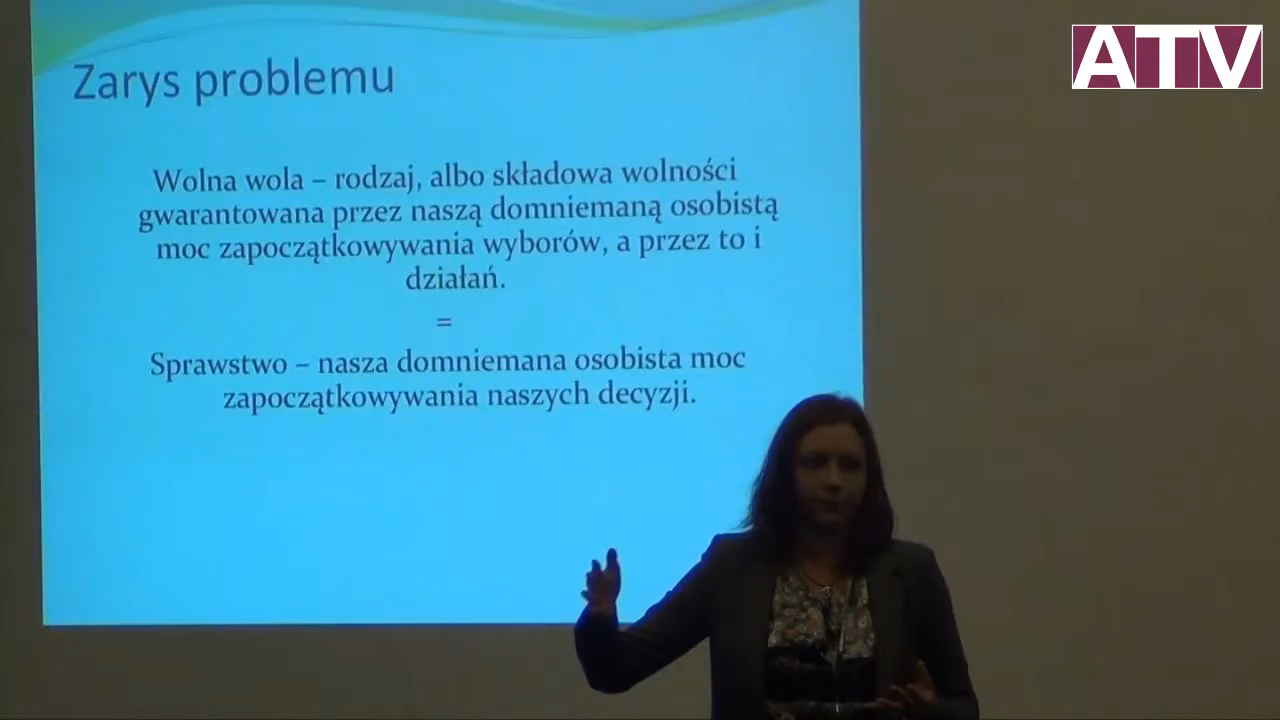 ATV
Zarys problemu
Wolna wola – rodzaj, albo składowa wolności
gwarantowana przez naszą domniemaną osobistą
moc zapoczątkowywania wyborów, a przez to i
działań.
=
Sprawstwo – nasza domniemana osobista moc
zapoczątkowywania naszych decyzji.